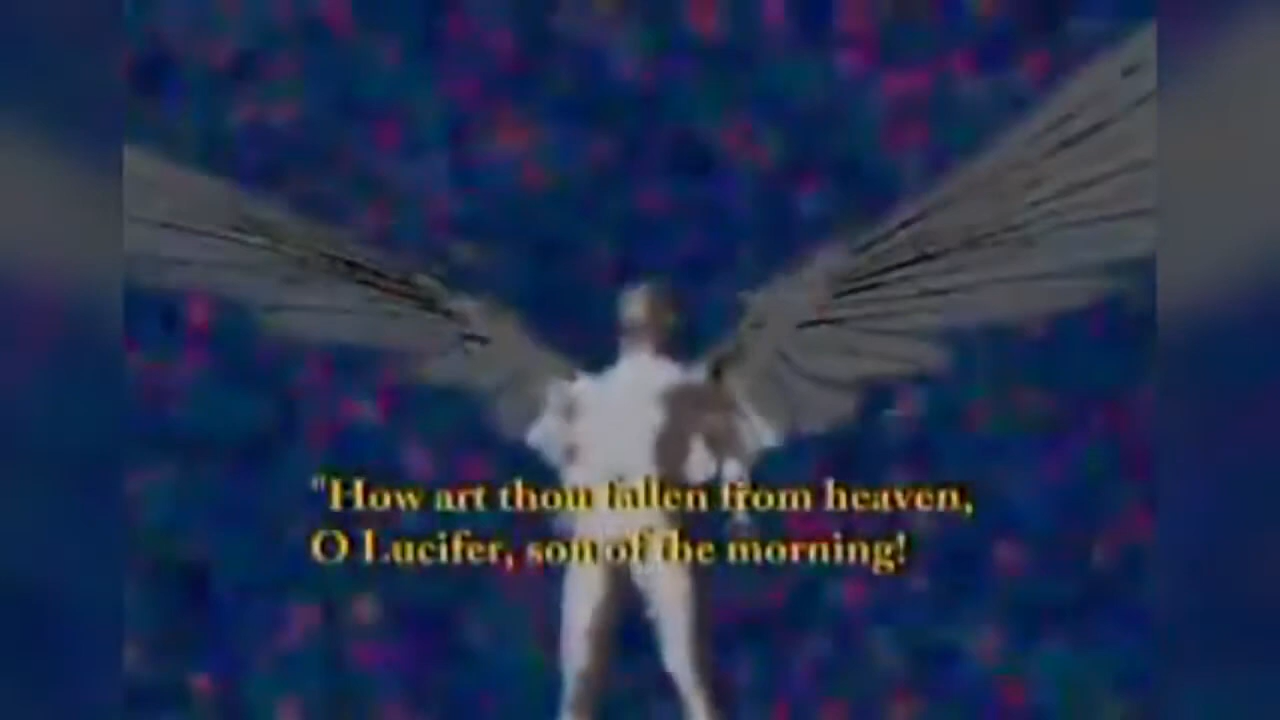 "How art thou fallen from heaven,
O Lucifer, son of the morning!